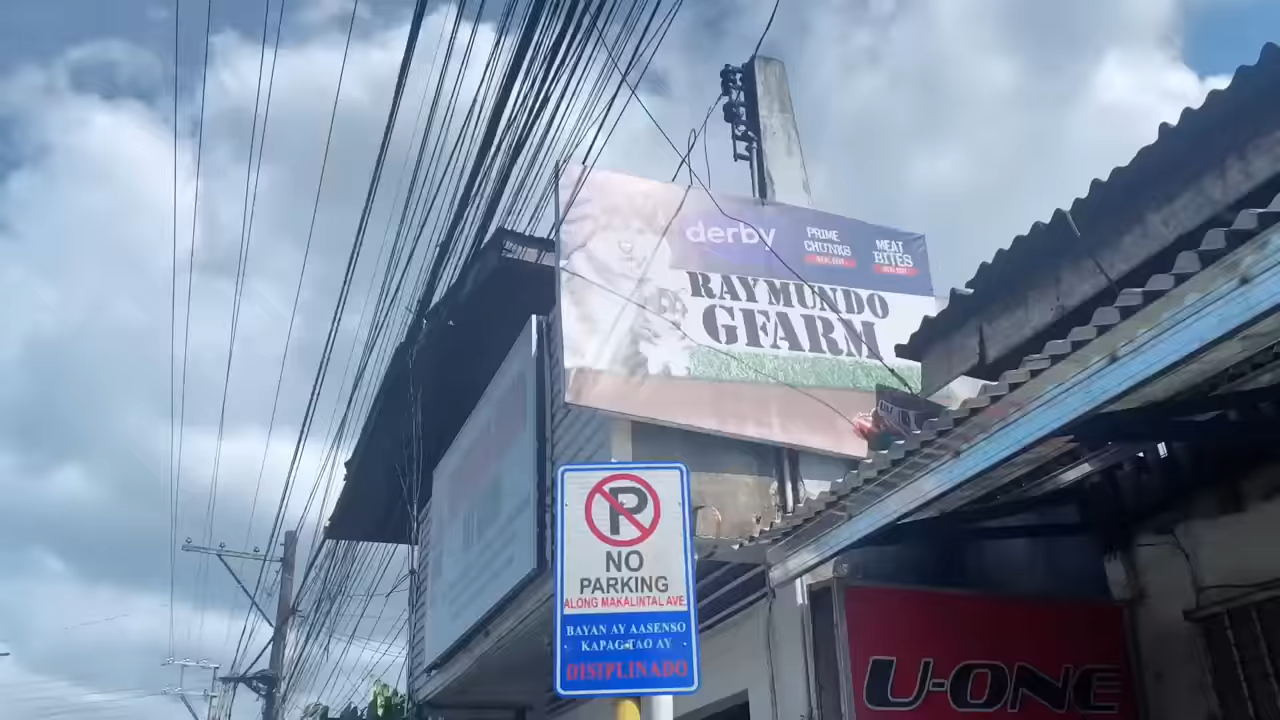 derby
PRIME
CHUNKS
MEAT
BITES
RAYMUNDO
GFARM
P
NO
PARKING
ALONG MAKALINTAL AVE.
BAYAN AY AASENSO
KAPAG TAO AY
DISIPLINADO
U-ONE